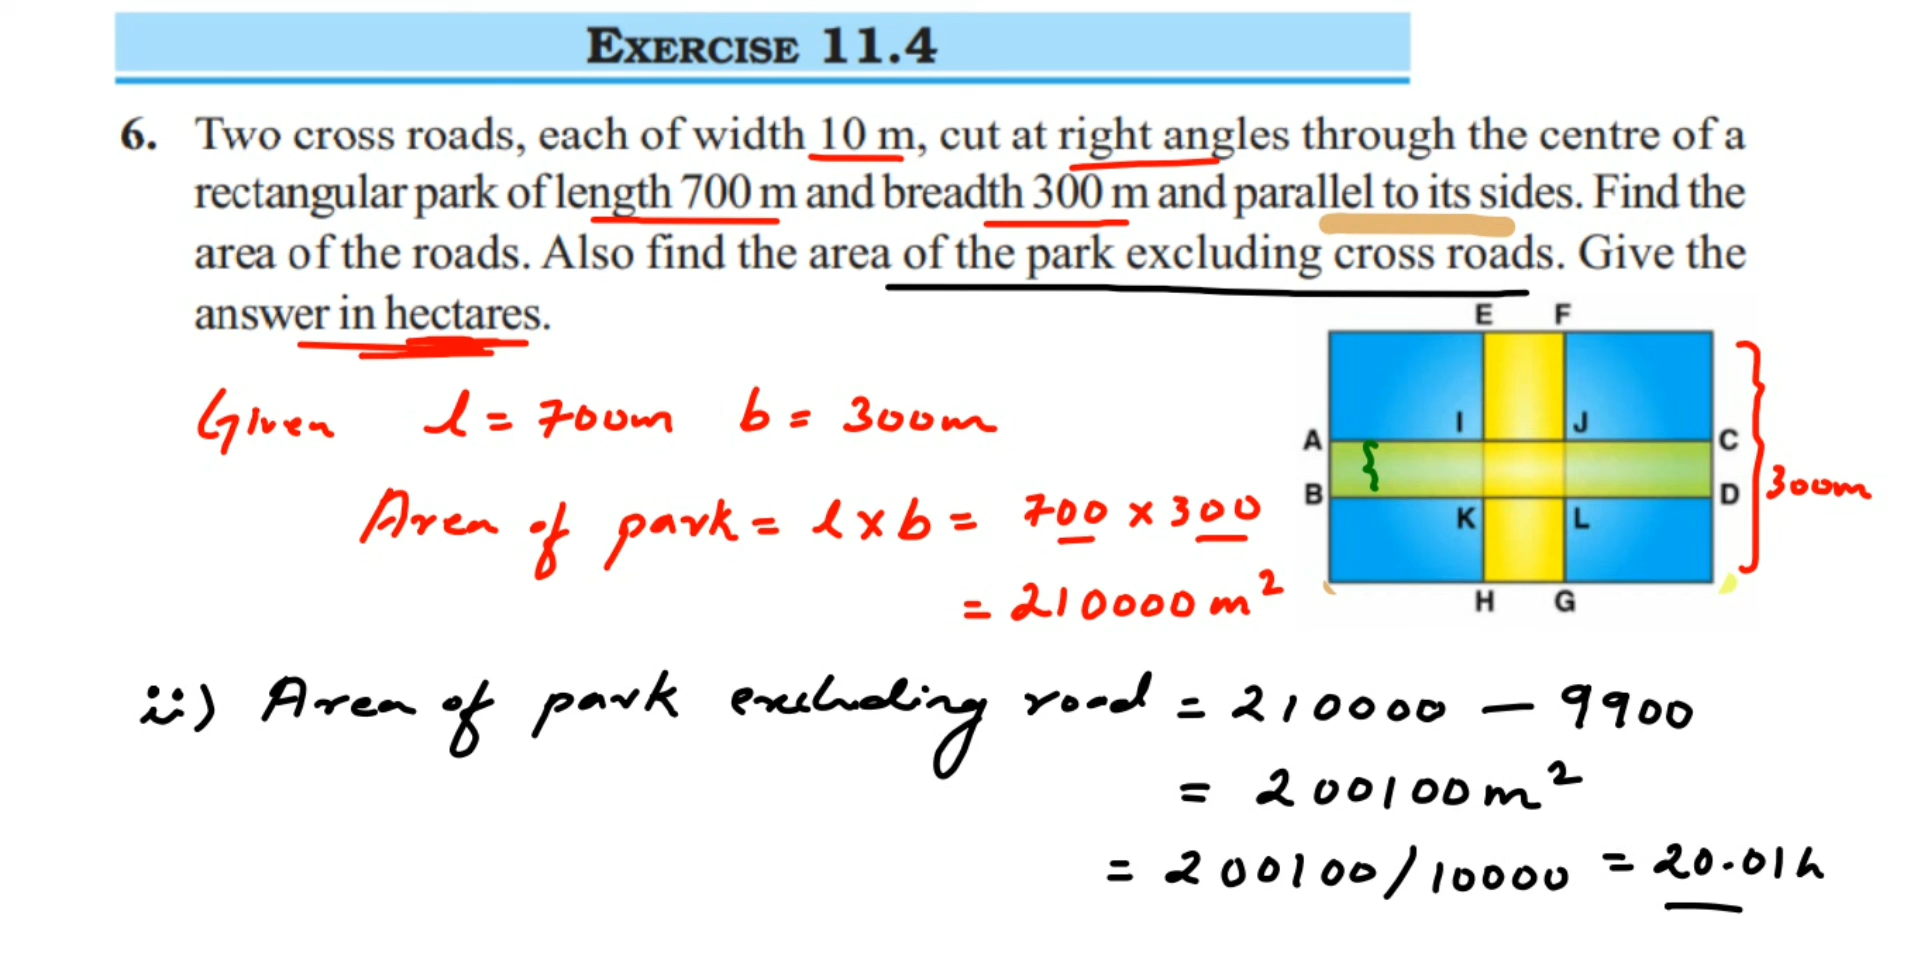 EXERCISE 11.4
6. Two cross roads, each of width 10 m, cut at right angles through the centre of a
rectangular park of length 700 m and breadth 300 m and parallel to its sides. Find the
area of the roads. Also find the area of the park excluding cross roads. Give the
answer in hectares.
E F
Given l = 700m b = 300m
I J
A C
B D 300m
K L
Area of park = l x b = 700 x 300
= 210000 m²
H G
ii) Area of park excluding road = 210000 – 9900
= 200100 m²
= 200100/10000 = 20.01h